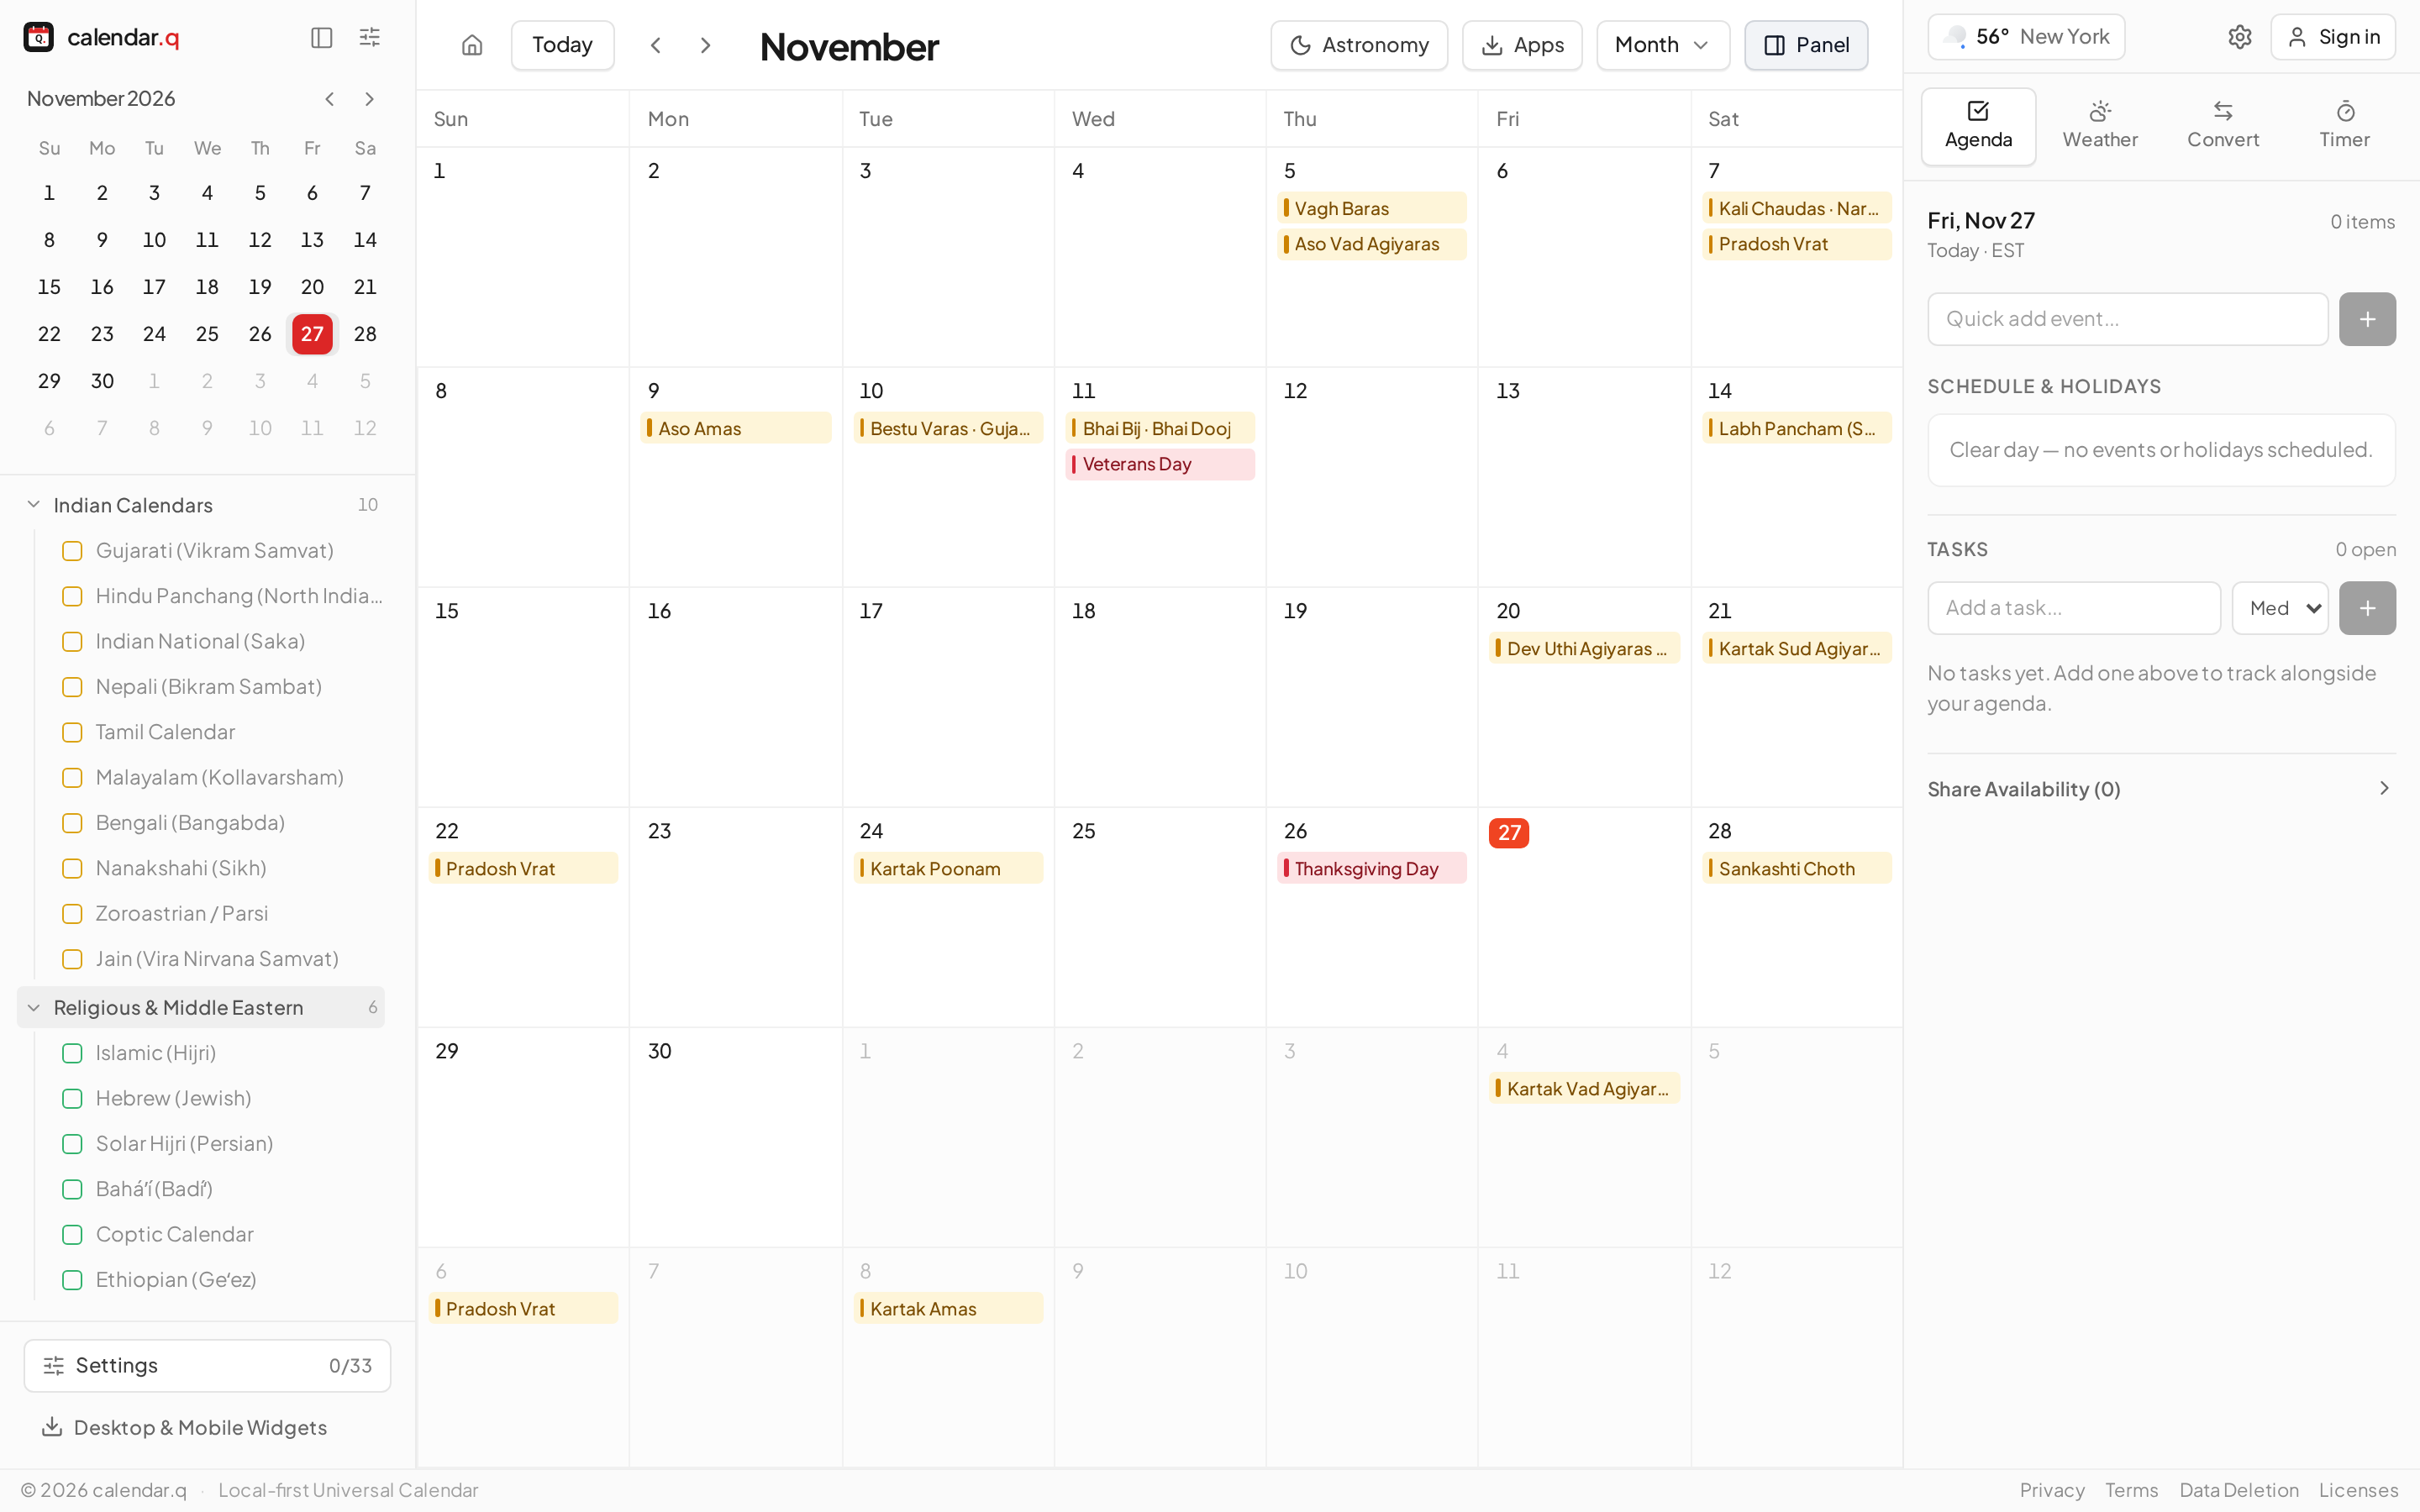 calendar.q
November 2026
Su Mo Tu We Th Fr Sa
1 2 3 4 5 6 7
8 9 10 11 12 13 14
15 16 17 18 19 20 21
22 23 24 25 26 27 28
29 30 1 2 3 4 5
6 7 8 9 10 11 12
Indian Calendars 10
Gujarati (Vikram Samvat)
Hindu Panchang (North India...
Indian National (Saka)
Nepali (Bikram Sambat)
Tamil Calendar
Malayalam (Kollavarsham)
Bengali (Bangabda)
Nanakshahi (Sikh)
Zoroastrian / Parsi
Jain (Vira Nirvana Samvat)
Religious & Middle Eastern 6
Islamic (Hijri)
Hebrew (Jewish)
Solar Hijri (Persian)
Bahá’í (Badí‘)
Coptic Calendar
Ethiopian (Ge‘ez)
Settings 0/33
Desktop & Mobile Widgets
Today November Astronomy Apps Month Panel
Sun Mon Tue Wed Thu Fri Sat
1 2 3 4 5 6 7
Vagh Baras Kali Chaudas · Nar...
Aso Vad Agiyaras Pradosh Vrat
8 9 10 11 12 13 14
Aso Amas Bestu Varas · Guja... Bhai Bij · Bhai Dooj Labh Pancham (S...
Veterans Day
15 16 17 18 19 20 21
Dev Uthi Agiyaras ... Kartak Sud Agiyar...
22 23 24 25 26 27 28
Pradosh Vrat Kartak Poonam Thanksgiving Day Sankashti Choth
29 30 1 2 3 4 5
Kartak Vad Agiyar...
6 7 8 9 10 11 12
Pradosh Vrat Kartak Amas
56° New York Sign in
Agenda Weather Convert Timer
Fri, Nov 27 0 items
Today · EST
Quick add event...
SCHEDULE & HOLIDAYS
Clear day — no events or holidays scheduled.
TASKS 0 open
Add a task... Med
No tasks yet. Add one above to track alongside
your agenda.
Share Availability (0)
© 2026 calendar.q · Local-first Universal Calendar
Privacy Terms Data Deletion Licenses